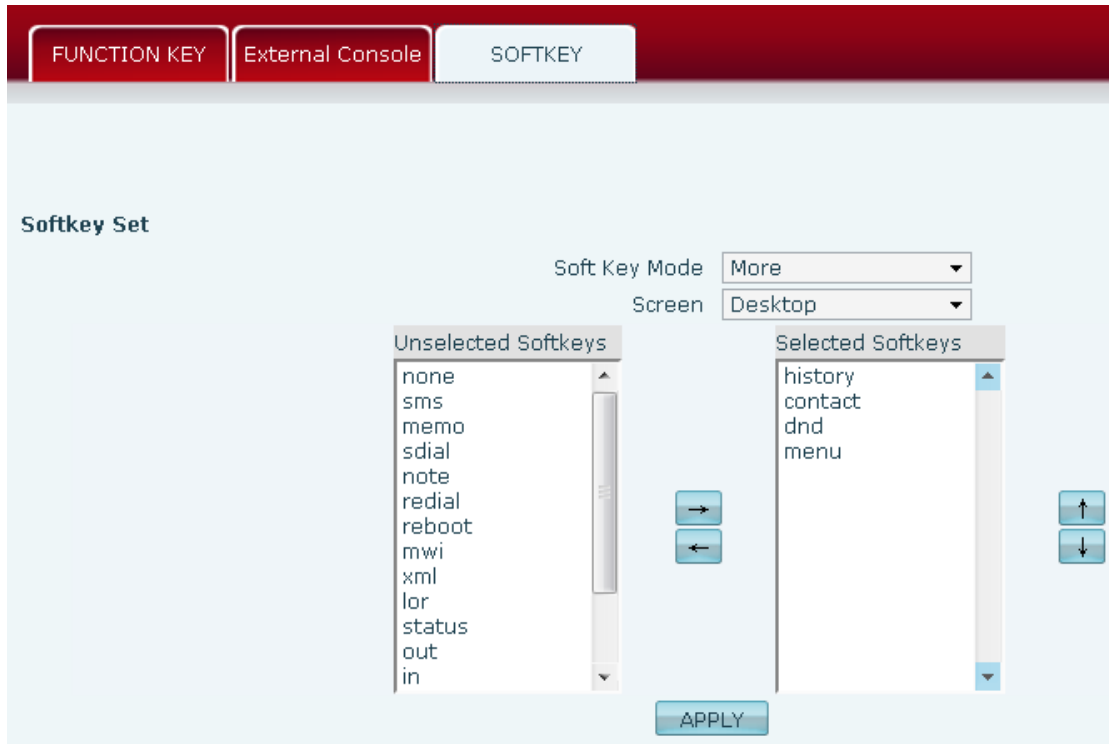 FUNCTION KEY
External Console
SOFTKEY
Softkey Set
Soft Key Mode
More
Screen
Desktop
Unselected Softkeys
none
sms
memo
sdial
note
redial
reboot
mwi
xml
lor
status
out
in
Selected Softkeys
history
contact
dnd
menu
→
←
↑
↓
APPLY